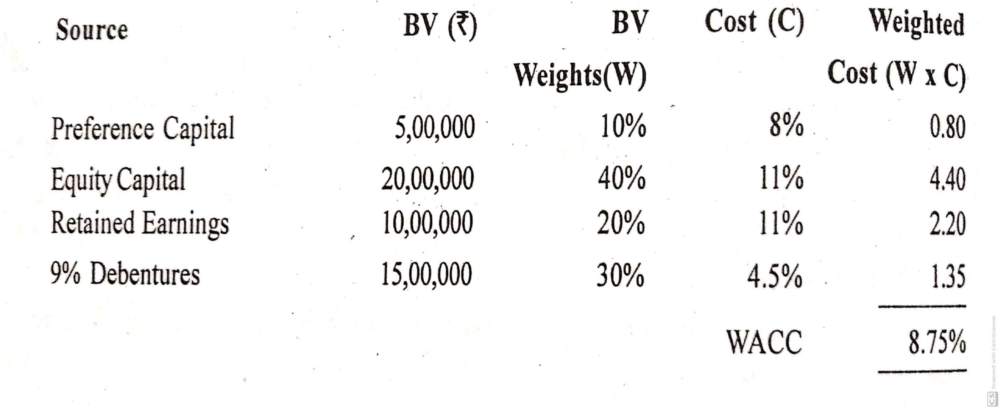 Source BV (₹) BV Cost (C) Weighted
Weights(W) Cost (W x C)
Preference Capital 5,00,000 10% 8% 0.80
Equity Capital 20,00,000 40% 11% 4.40
Retained Earnings 10,00,000 20% 11% 2.20
9% Debentures 15,00,000 30% 4.5% 1.35
WACC 8.75%
CS Scanned with CamScanner